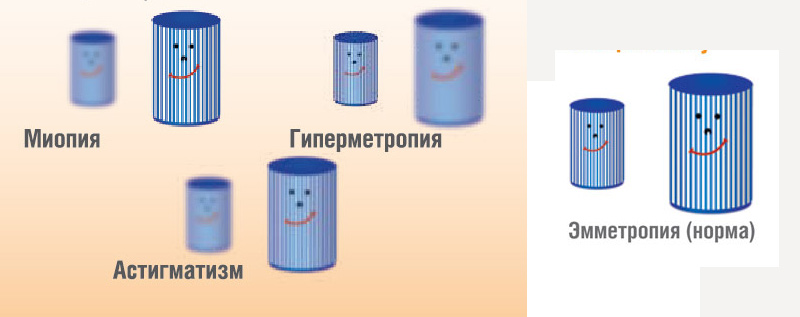 Миопия
Гиперметропия
Астигматизм
Эмметропия (норма)